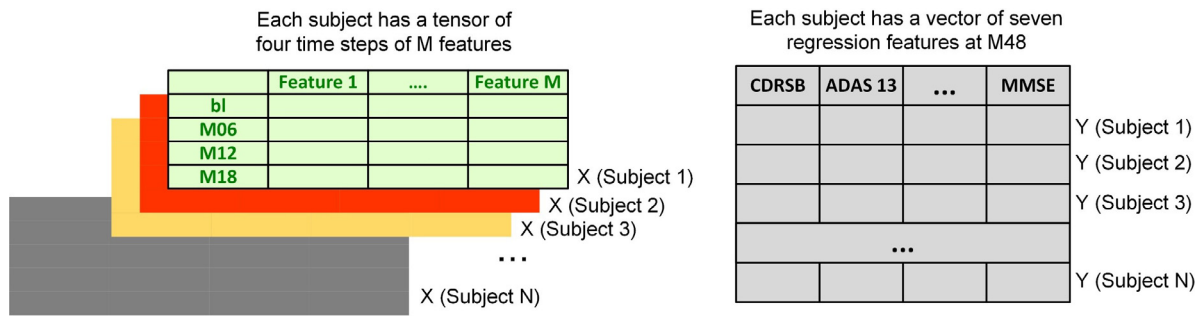 Each subject has a tensor of
four time steps of M features
Feature 1 .... Feature M
bl
M06
M12
M18
X (Subject 1)
X (Subject 2)
X (Subject 3)
...
X (Subject N)
Each subject has a vector of seven
regression features at M48
CDRSB ADAS 13 ... MMSE
Y (Subject 1)
Y (Subject 2)
Y (Subject 3)
...
Y (Subject N)